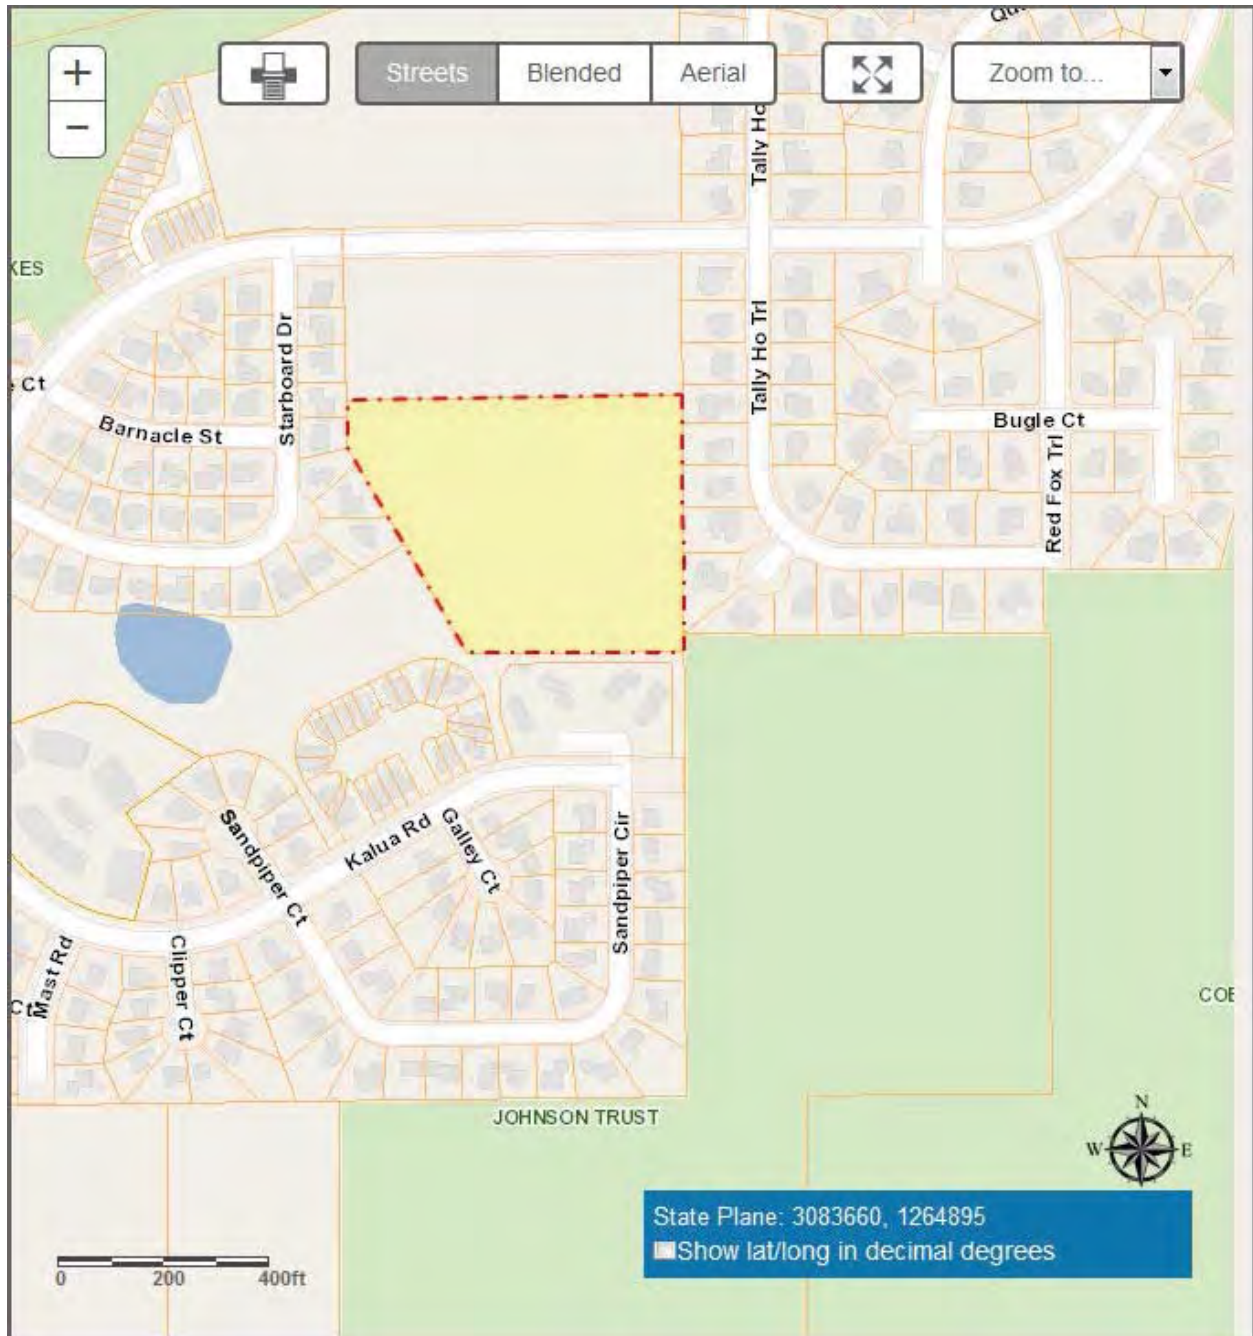 +
−
Streets
Blended
Aerial
Zoom to...
Tally Ho
KES
Tally Ho Trl
Starboard Dr
Ct
Barnacle St
Bugle Ct
Red Fox Trl
Sandpiper Ct
Kalua Rd
Galley Ct
Sandpiper Cir
Mast Rd
Clipper Ct
Ct
COE
JOHNSON TRUST
N
W
E
State Plane: 3083660, 1264895
Show lat/long in decimal degrees
0 200 400ft